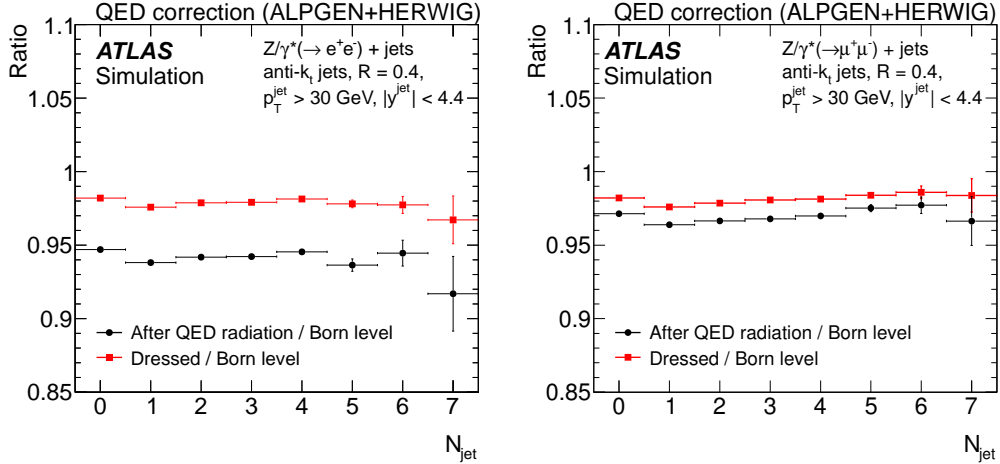 QED correction (ALPGEN+HERWIG)
Ratio
1.1
1.05
1
0.95
0.9
0.85
ATLAS
Simulation
Z/γ*(→ e⁺e⁻) + jets
anti-kₜ jets, R = 0.4,
p_T^jet > 30 GeV, |y^jet| < 4.4
After QED radiation / Born level
Dressed / Born level
0 1 2 3 4 5 6 7
N_jet
QED correction (ALPGEN+HERWIG)
Ratio
1.1
1.05
1
0.95
0.9
0.85
ATLAS
Simulation
Z/γ*(→μ⁺μ⁻) + jets
anti-kₜ jets, R = 0.4,
p_T^jet > 30 GeV, |y^jet| < 4.4
After QED radiation / Born level
Dressed / Born level
0 1 2 3 4 5 6 7
N_jet